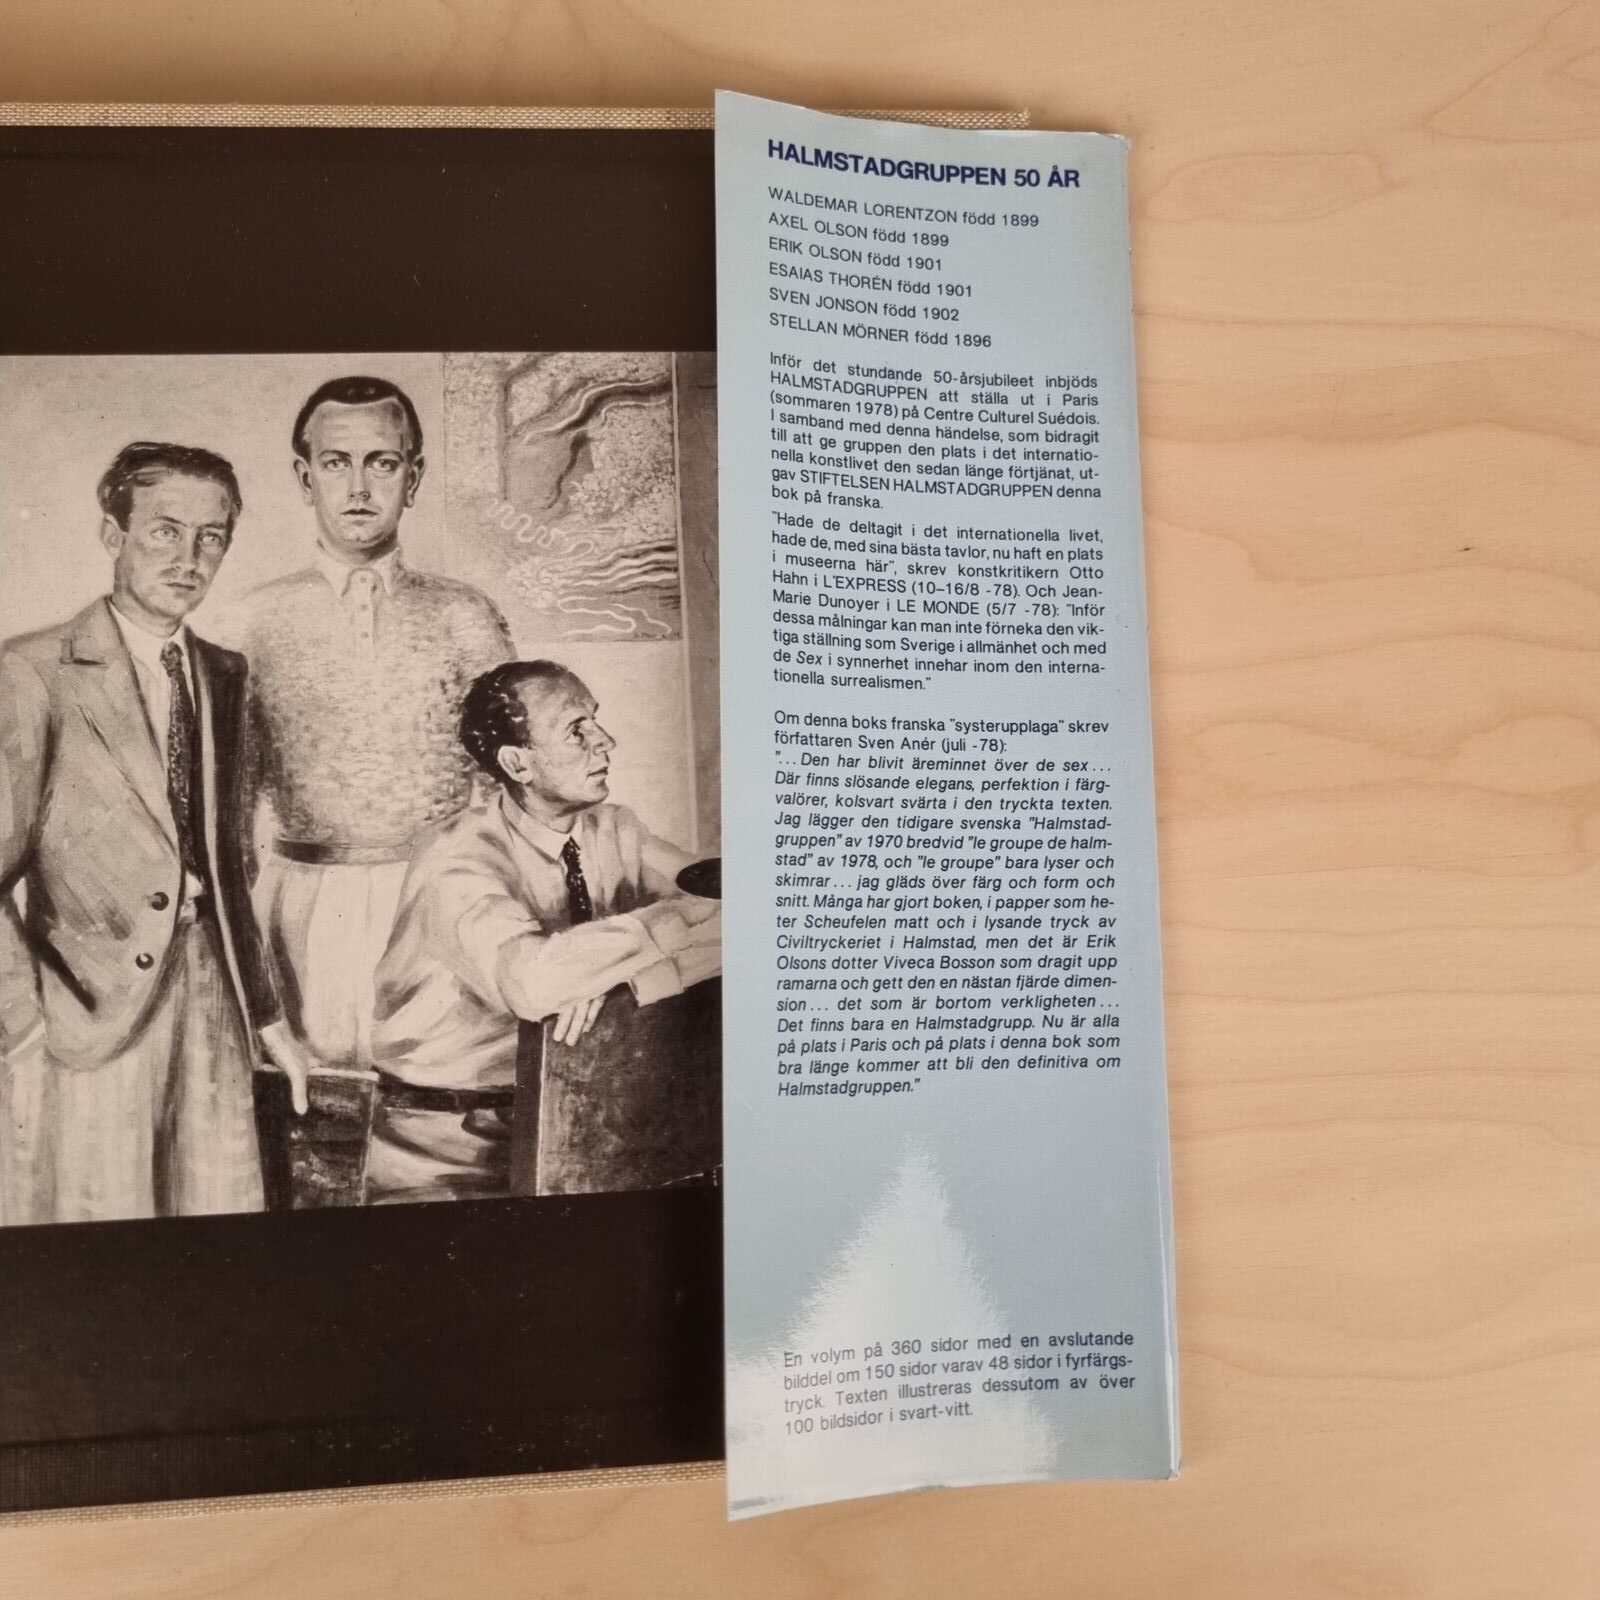 HALMSTADGRUPPEN 50 ÅR
WALDEMAR LORENTZON född 1899
AXEL OLSON född 1899
ERIK OLSON född 1901
ESAIAS THORÉN född 1901
SVEN JONSON född 1902
STELLAN MÖRNER född 1896
Inför det stundande 50-årsjubileet inbjöds
HALMSTADGRUPPEN att ställa ut i Paris
(sommaren 1978) på Centre Culturel Suédois.
I samband med denna händelse, som bidragit
till att ge gruppen den plats i det internatio-
nella konstlivet den sedan länge förtjänat, ut-
gav STIFTELSEN HALMSTADGRUPPEN denna
bok på franska.
"Hade de deltagit i det internationella livet,
hade de, med sina bästa tavlor, nu haft en plats
i museerna här", skrev konstkritikern Otto
Hahn i L'EXPRESS (10–16/8 -78). Och Jean-
Marie Dunoyer i LE MONDE (5/7 -78): "Inför
dessa målningar kan man inte förneka den vik-
tiga ställning som Sverige i allmänhet och med
de Sex i synnerhet innehar inom den interna-
tionella surrealismen."
Om denna boks franska "systerupplaga" skrev
författaren Sven Anér (juli -78):
"... Den har blivit äreminnet över de sex...
Där finns slösande elegans, perfektion i färg-
valörer, kolsvart svärta i den tryckta texten.
Jag lägger den tidigare svenska "Halmstad-
gruppen" av 1970 bredvid "le groupe de halm-
stad" av 1978, och "le groupe" bara lyser och
skimrar... jag gläds över färg och form och
snitt. Många har gjort boken, i papper som he-
ter Scheufelen matt och i lysande tryck av
Civiltryckeriet i Halmstad, men det är Erik
Olsons dotter Viveca Bosson som dragit upp
ramarna och gett den en nästan fjärde dimen-
sion... det som är bortom verkligheten...
Det finns bara en Halmstadgrupp. Nu är alla
på plats i Paris och på plats i denna bok som
bra länge kommer att bli den definitiva om
Halmstadgruppen."
En volym på 360 sidor med en avslutande
bilddel om 150 sidor varav 48 sidor i fyrfärgs-
tryck. Texten illustreras dessutom av över
100 bildsidor i svart-vitt.